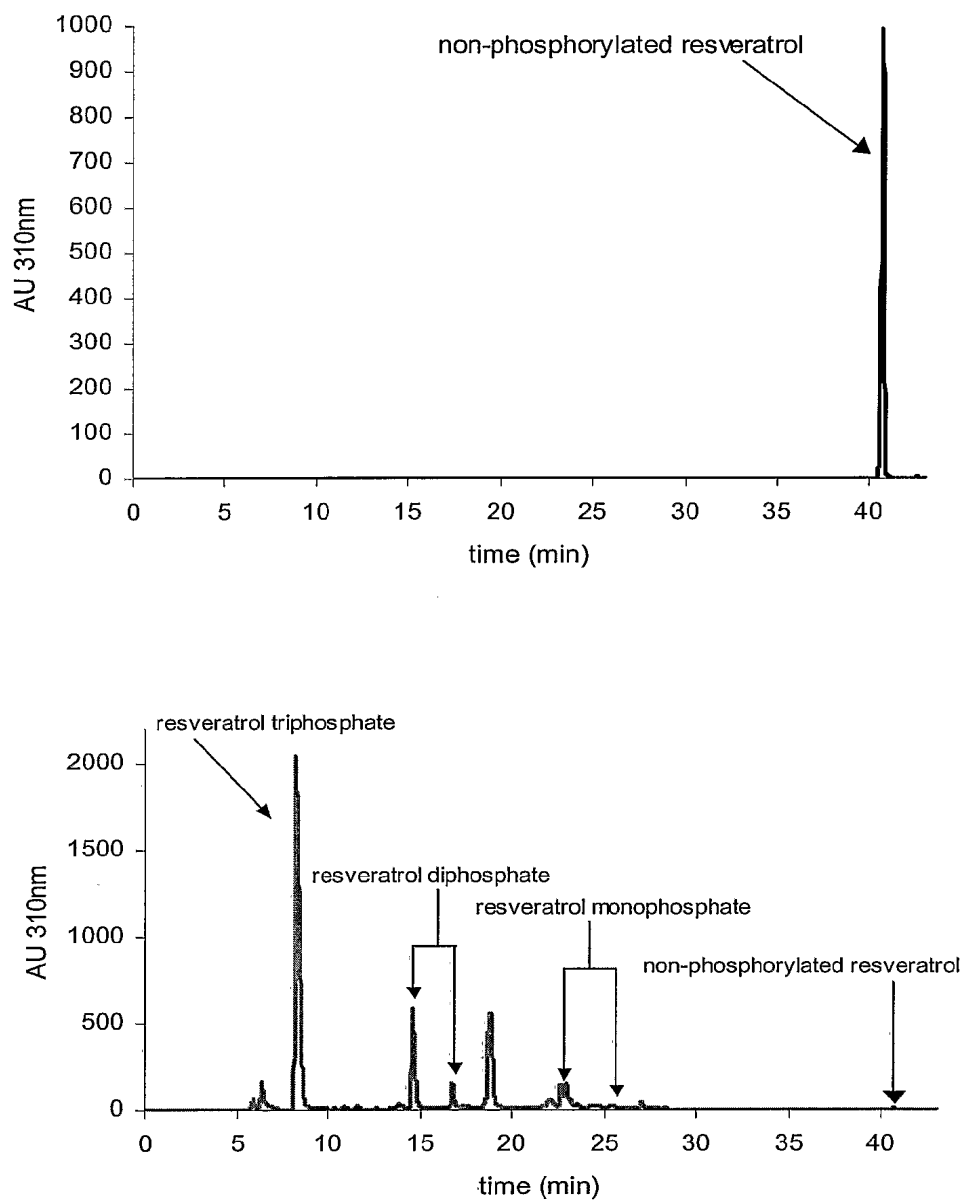 non-phosphorylated resveratrol
1000
900
800
700
600
500
400
300
200
100
0
AU 310nm
0 5 10 15 20 25 30 35 40
time (min)
resveratrol triphosphate
resveratrol diphosphate
resveratrol monophosphate
non-phosphorylated resveratrol
2000
1500
1000
500
0
AU 310nm
0 5 10 15 20 25 30 35 40
time (min)